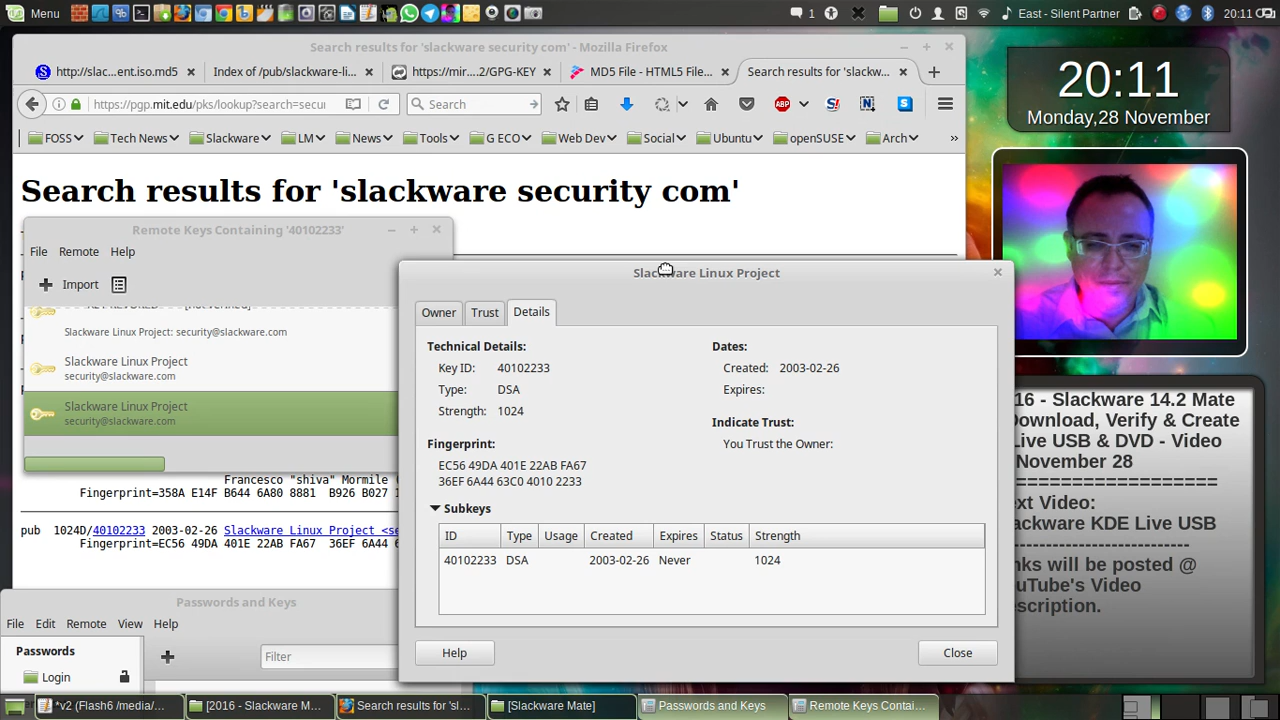 Menu
1
East - Silent Partner
20:11
Search results for 'slackware security com' - Mozilla Firefox
http://slac...ent.iso.md5
Index of /pub/slackware-li...
https://mir....2/GPG-KEY
MD5 File - HTML5 File...
Search results for 'slackw...
https://pgp.mit.edu/pks/lookup?search=secu
Search
FOSS
Tech News
Slackware
LM
News
Tools
G ECO
Web Dev
Social
Ubuntu
openSUSE
Arch
Search results for 'slackware security com'
Remote Keys Containing '40102233'
File Remote Help
Import
Slackware Linux Project: security@slackware.com
Slackware Linux Project
security@slackware.com
Slackware Linux Project
security@slackware.com
Francesco "shiva" Mormile (
Fingerprint=358A E14F B644 6A80 8881 B926 B027 1
pub 1024D/40102233 2003-02-26 Slackware Linux Project <se
Fingerprint=EC56 49DA 401E 22AB FA67 36EF 6A44 6
Slackware Linux Project
Owner
Trust
Details
Technical Details:
Key ID: 40102233
Type: DSA
Strength: 1024
Fingerprint:
EC56 49DA 401E 22AB FA67
36EF 6A44 63C0 4010 2233
Dates:
Created: 2003-02-26
Expires:
Indicate Trust:
You Trust the Owner:
Subkeys
ID Type Usage Created Expires Status Strength
40102233 DSA 2003-02-26 Never 1024
Help
Close
Passwords and Keys
File Edit Remote View Help
Passwords
Login
Filter
20:11
Monday,28 November
16 - Slackware 14.2 Mate
Download, Verify & Create
Live USB & DVD - Video
November 28
==================
ext Video:
ackware KDE Live USB
nks will be posted @
uTube's Video
escription.
*v2 (Flash6 /media/...
[2016 - Slackware M...
Search results for 'sl...
[Slackware Mate]
Passwords and Keys
Remote Keys Contai...